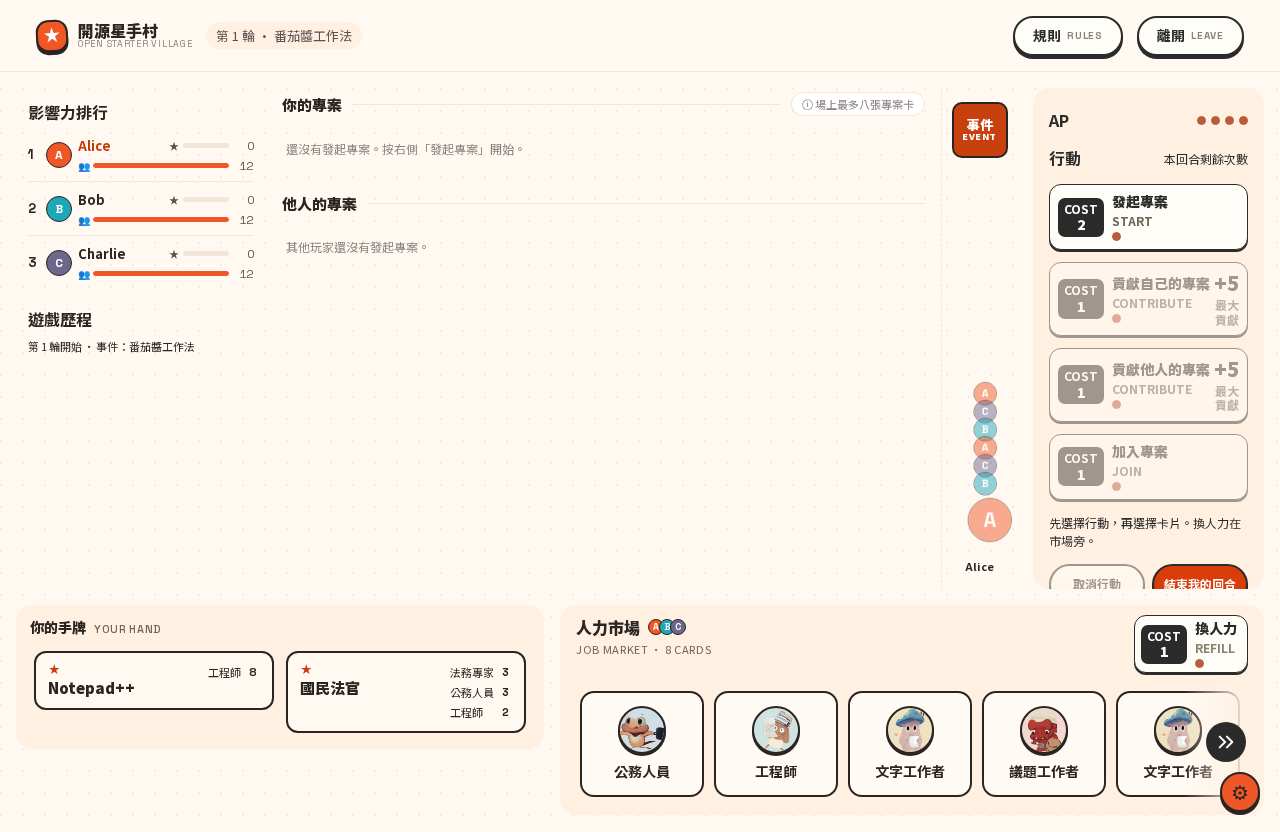 開源星手村
OPEN STARTER VILLAGE
第 1 輪 · 番茄醬工作法
規則 RULES
離開 LEAVE
影響力排行
1 A Alice ★ 0
12
2 B Bob ★ 0
12
3 C Charlie ★ 0
12
遊戲歷程
第 1 輪開始 · 事件：番茄醬工作法
你的專案
ⓘ 場上最多八張專案卡
還沒有發起專案。按右側「發起專案」開始。
他人的專案
其他玩家還沒有發起專案。
事件
EVENT
A
C
B
A
C
B
A
Alice
AP
行動 本回合剩餘次數
COST 2 發起專案
START
COST 1 貢獻自己的專案 +5
CONTRIBUTE 最大
貢獻
COST 1 貢獻他人的專案 +5
CONTRIBUTE 最大
貢獻
COST 1 加入專案
JOIN
先選擇行動，再選擇卡片。換人力在
市場旁。
取消行動 結束我的回合
你的手牌 YOUR HAND
★
Notepad++
工程師 8
★
國民法官
法務專家 3
公務人員 3
工程師 2
人力市場 A B C
JOB MARKET · 8 CARDS
COST 1 換人力
REFILL
公務人員
工程師
文字工作者
議題工作者
文字工作者